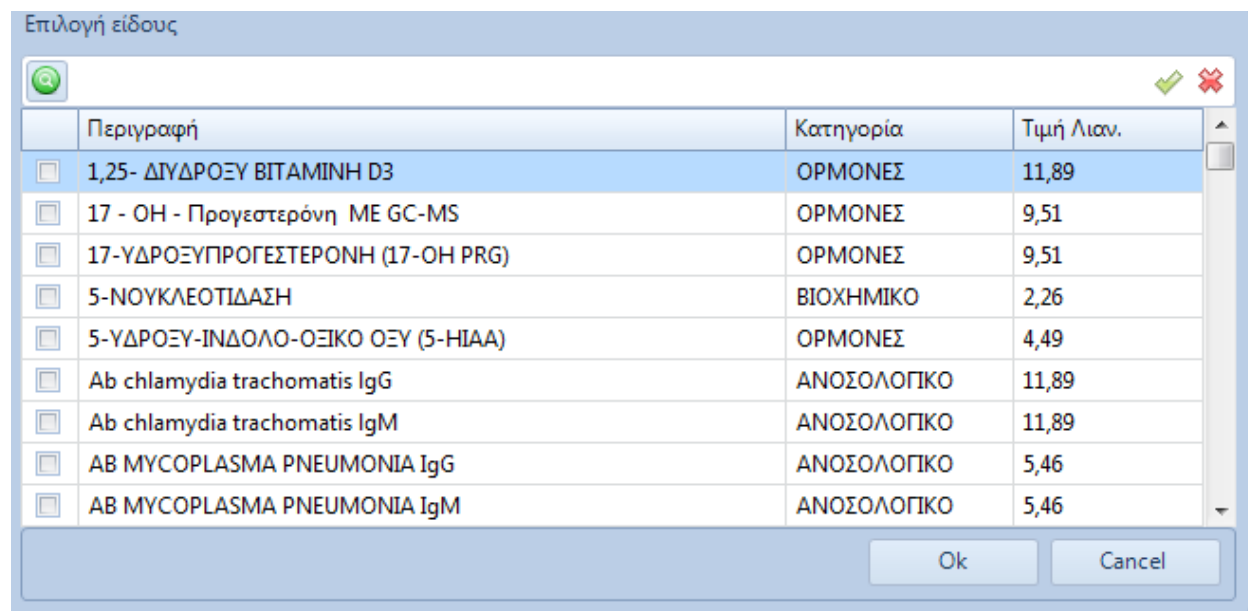 Επιλογή είδους
Περιγραφή Κατηγορία Τιμή Λιαν.
1,25- ΔΙΥΔΡΟΞΥ ΒΙΤΑΜΙΝΗ D3 ΟΡΜΟΝΕΣ 11,89
17 - OH - Προγεστερόνη ΜΕ GC-MS ΟΡΜΟΝΕΣ 9,51
17-ΥΔΡΟΞΥΠΡΟΓΕΣΤΕΡΟΝΗ (17-OH PRG) ΟΡΜΟΝΕΣ 9,51
5-ΝΟΥΚΛΕΟΤΙΔΑΣΗ ΒΙΟΧΗΜΙΚΟ 2,26
5-ΥΔΡΟΞΥ-ΙΝΔΟΛΟ-ΟΞΙΚΟ ΟΞΥ (5-HIAA) ΟΡΜΟΝΕΣ 4,49
Ab chlamydia trachomatis IgG ΑΝΟΣΟΛΟΓΙΚΟ 11,89
Ab chlamydia trachomatis IgM ΑΝΟΣΟΛΟΓΙΚΟ 11,89
AB MYCOPLASMA PNEUMONIA IgG ΑΝΟΣΟΛΟΓΙΚΟ 5,46
AB MYCOPLASMA PNEUMONIA IgM ΑΝΟΣΟΛΟΓΙΚΟ 5,46
Ok Cancel